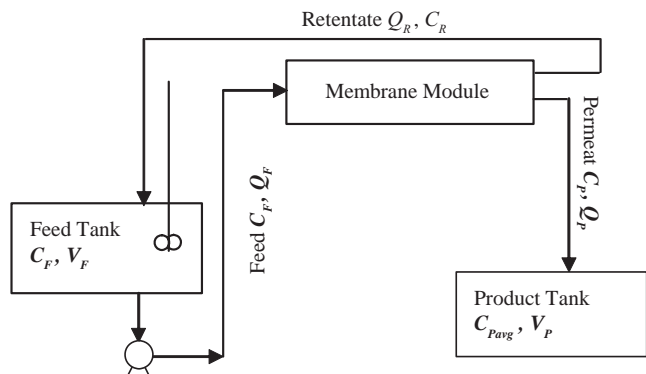 Retentate Q_R, C_R
Membrane Module
Permeat C_P, Q_P
Feed C_F, Q_F
Feed Tank
C_F, V_F
Product Tank
C_Pavg, V_P